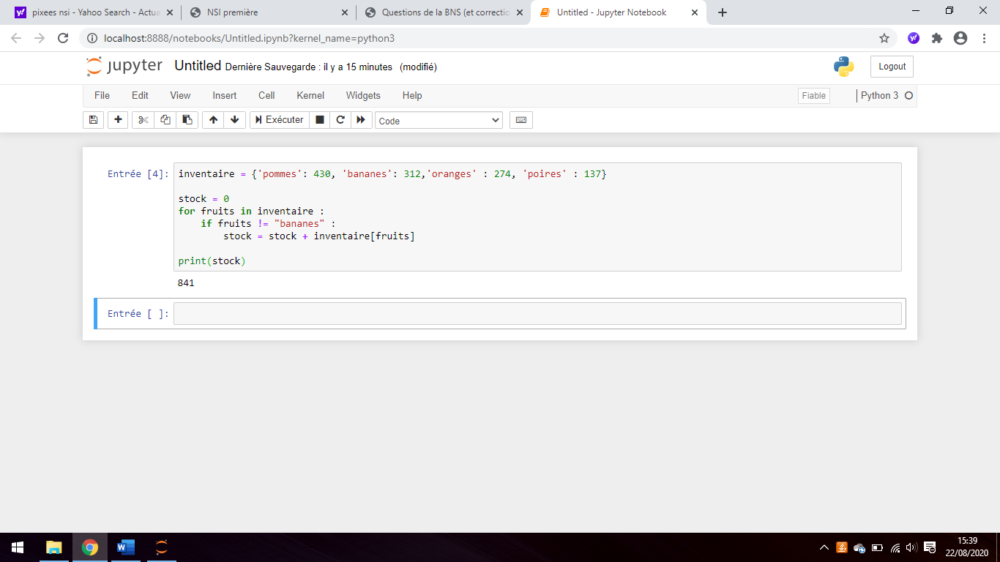 pixees nsi - Yahoo Search - Actua
NSI première
Questions de la BNS (et correctio
Untitled - Jupyter Notebook
localhost:8888/notebooks/Untitled.ipynb?kernel_name=python3
jupyter Untitled Dernière Sauvegarde : il y a 15 minutes (modifié)
Logout
File Edit View Insert Cell Kernel Widgets Help
Fiable
Python 3
Exécuter
Code
Entrée [4]: inventaire = {'pommes': 430, 'bananes': 312,'oranges' : 274, 'poires' : 137}
stock = 0
for fruits in inventaire :
    if fruits != "bananes" :
        stock = stock + inventaire[fruits]
print(stock)
841
Entrée [ ]:
15:39
22/08/2020